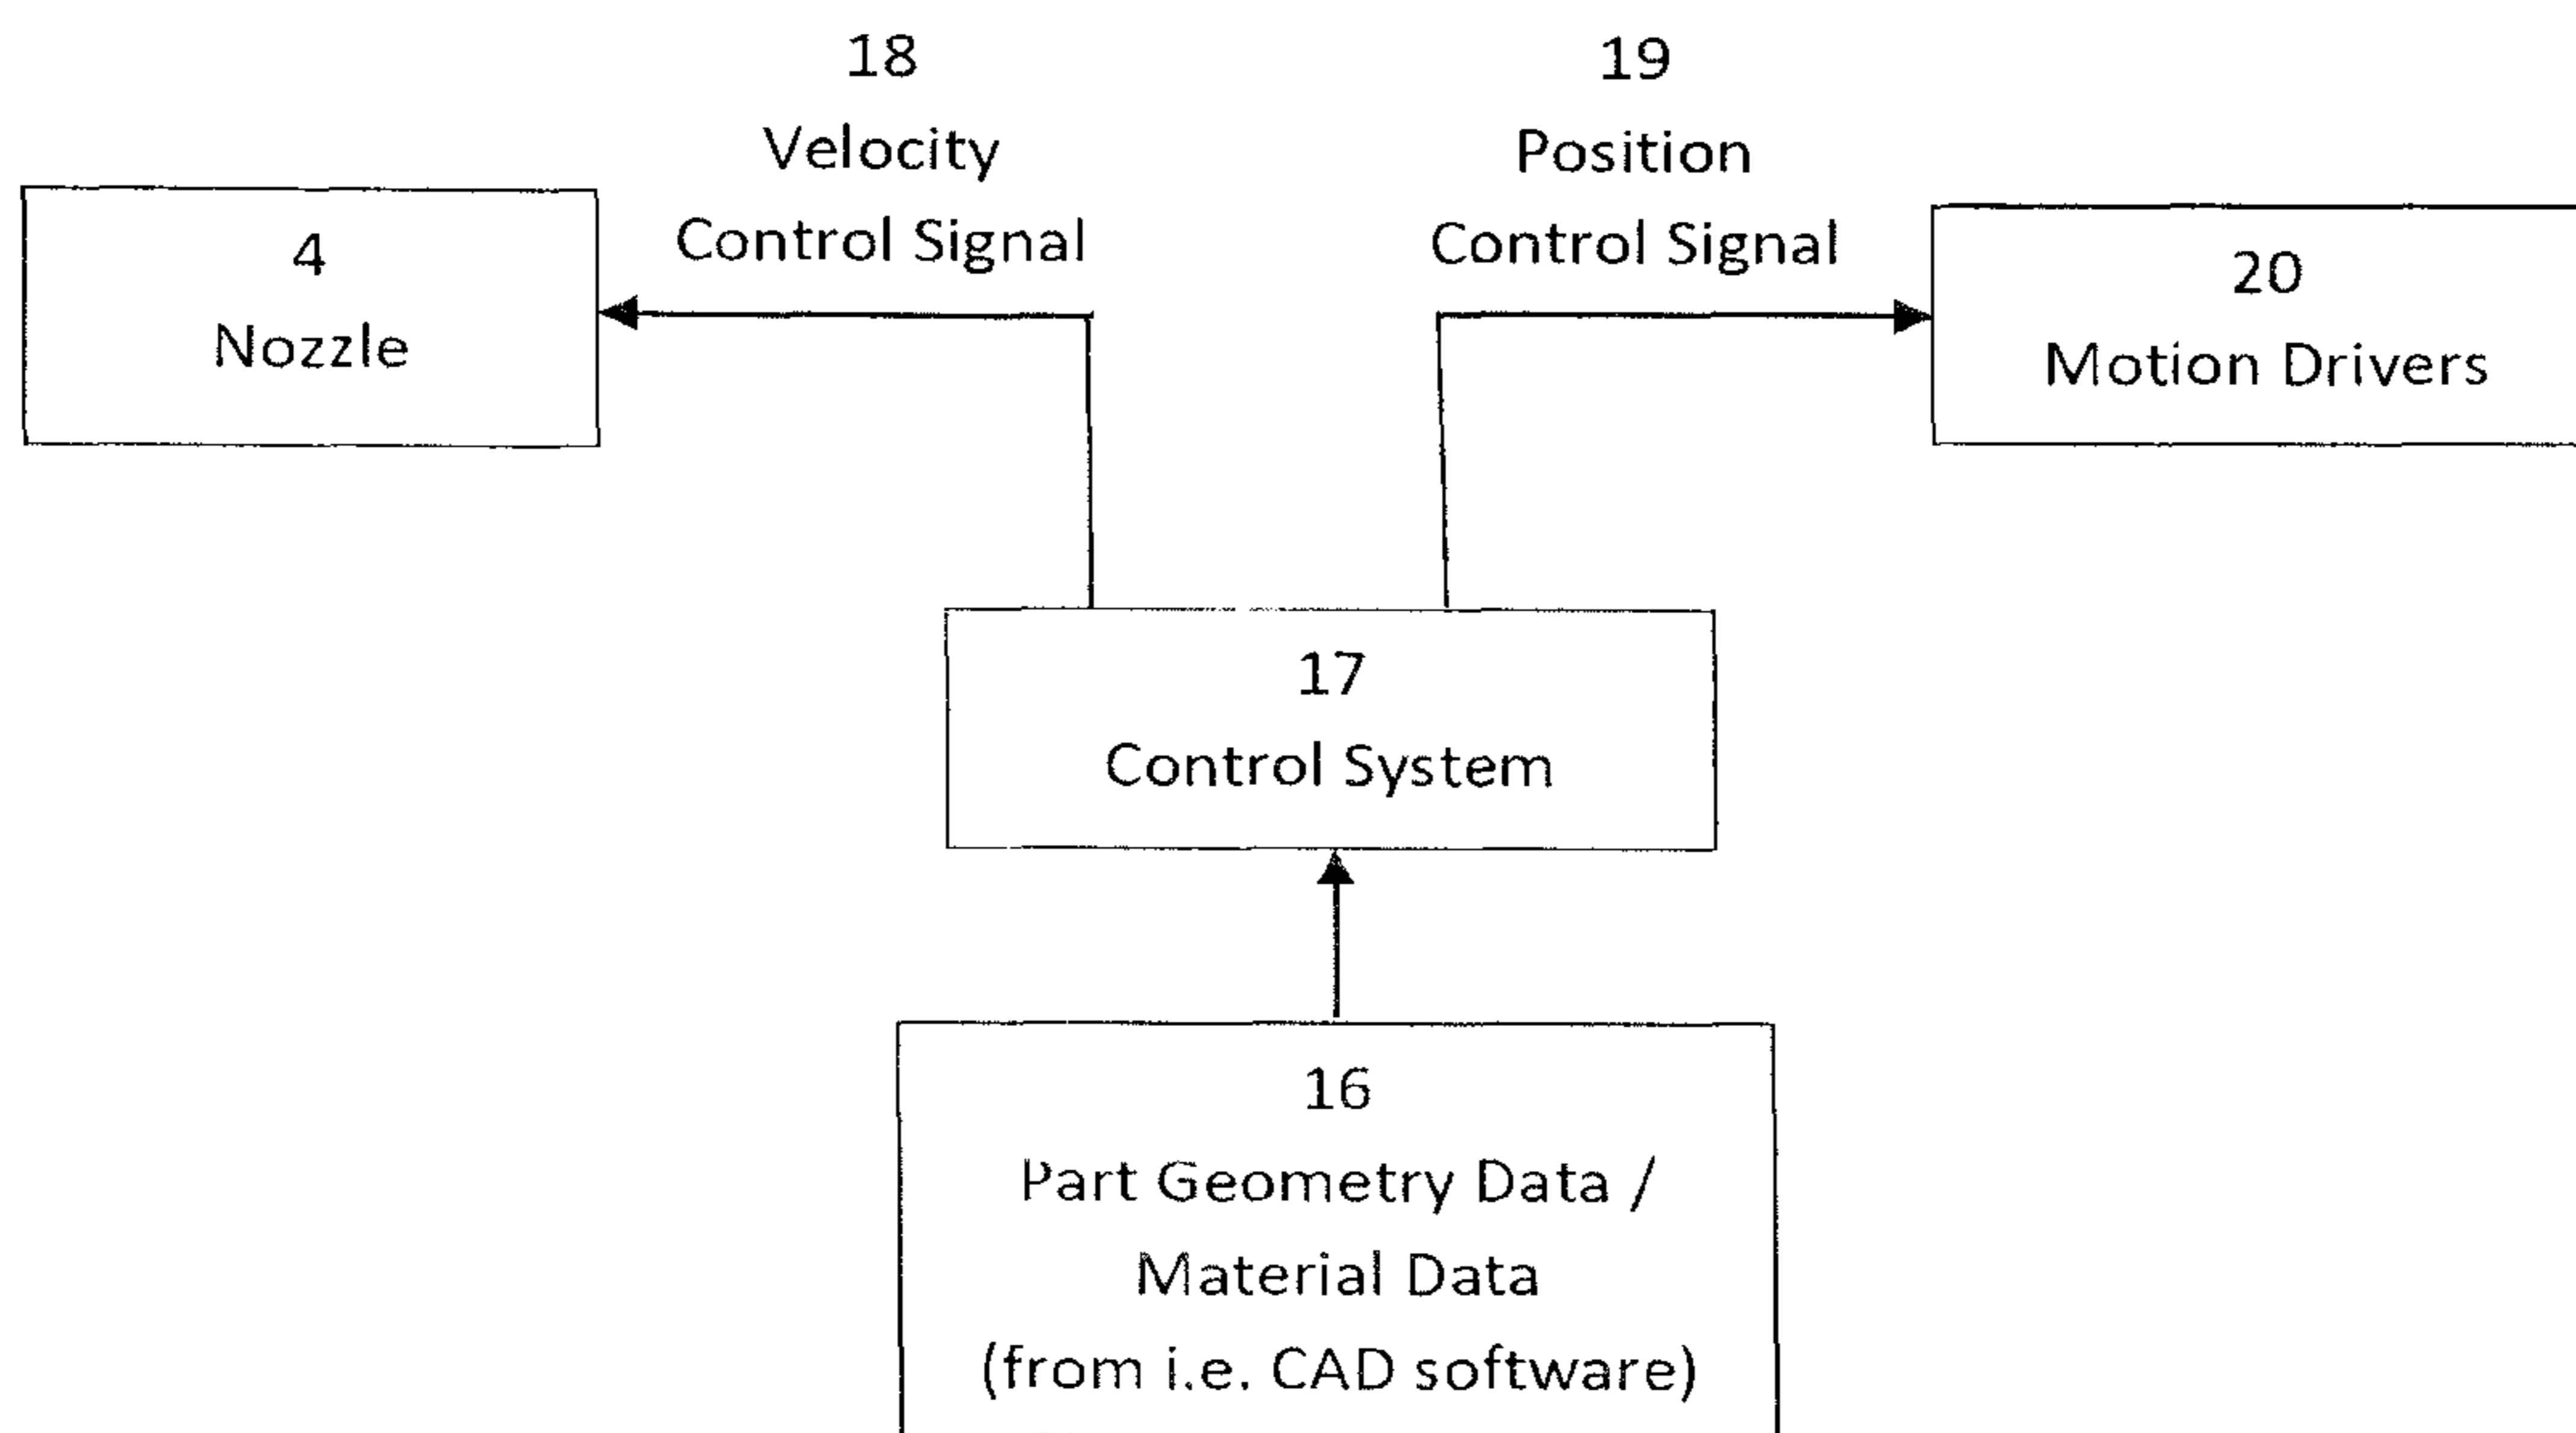 18
Velocity
Control Signal
19
Position
Control Signal
4
Nozzle
20
Motion Drivers
17
Control System
16
Part Geometry Data /
Material Data
(from i.e. CAD software)